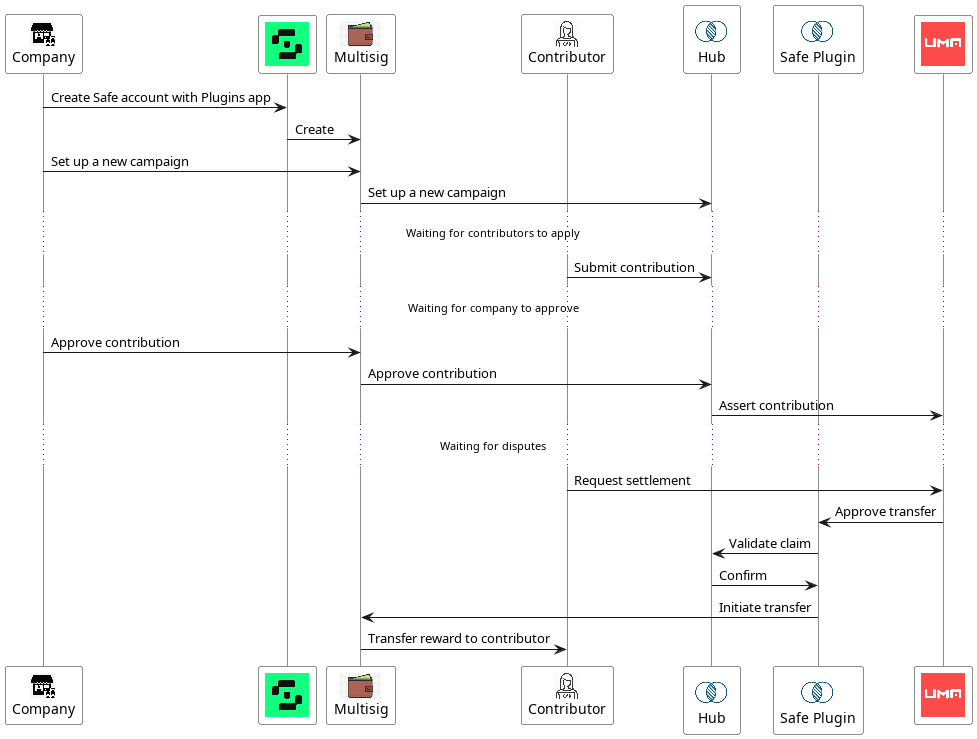 Company
Multisig
Contributor
Hub
Safe Plugin
UMA
Create Safe account with Plugins app
Create
Set up a new campaign
Set up a new campaign
Waiting for contributors to apply
Submit contribution
Waiting for company to approve
Approve contribution
Approve contribution
Assert contribution
Waiting for disputes
Request settlement
Approve transfer
Validate claim
Confirm
Initiate transfer
Transfer reward to contributor
Company
Multisig
Contributor
Hub
Safe Plugin
UMA